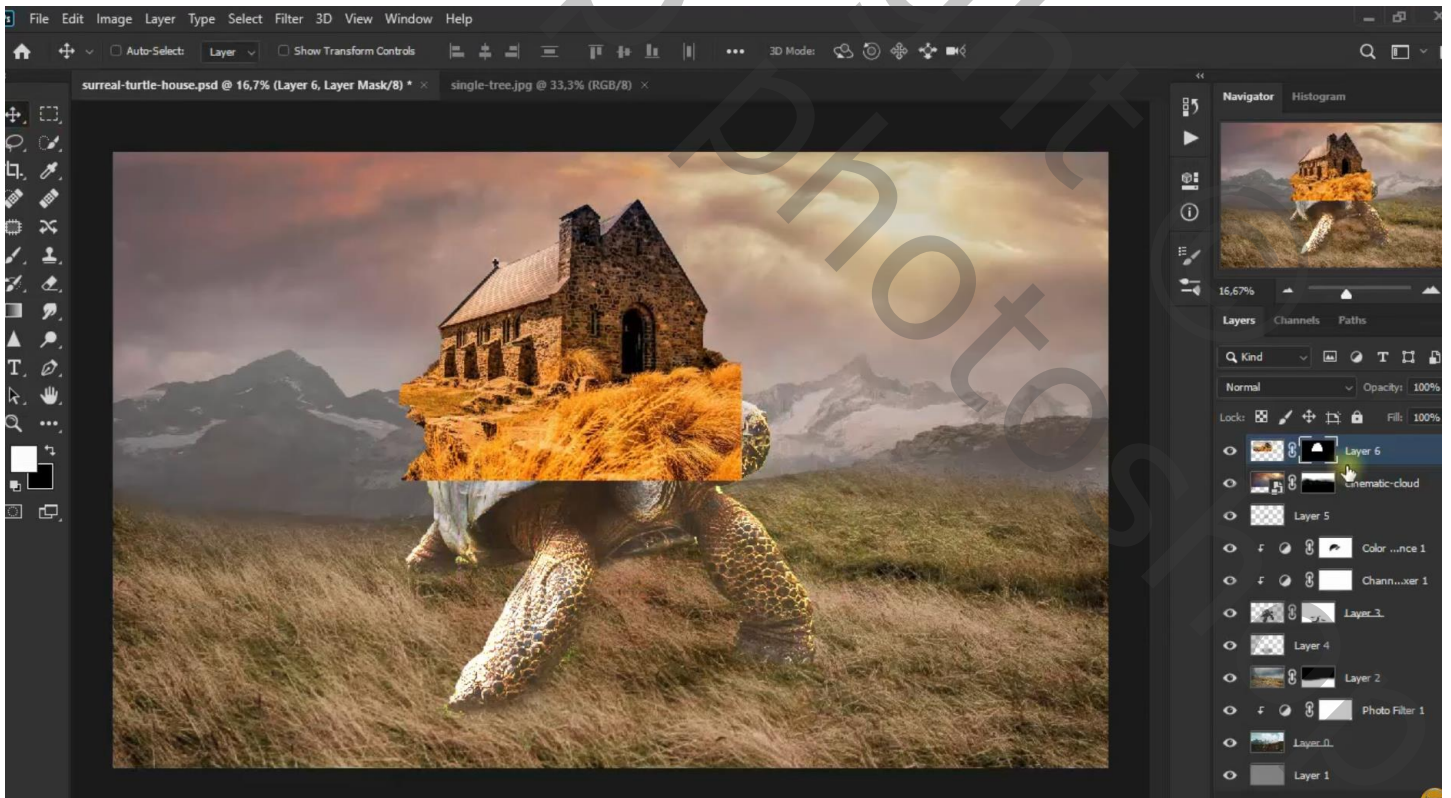 File Edit Image Layer Type Select Filter 3D View Window Help
Auto-Select: Layer Show Transform Controls 3D Mode:
surreal-turtle-house.psd @ 16,7% (Layer 6, Layer Mask/8) * × single-tree.jpg @ 33,3% (RGB/8) ×
Navigator Histogram
16,67%
Layers Channels Paths
Kind
Normal Opacity: 100%
Lock: Fill: 100%
Layer 6
cinematic-cloud
Layer 5
Color ...nce 1
Chann...xer 1
Layer 3
Layer 4
Layer 2
Photo Filter 1
Layer 0
Layer 1